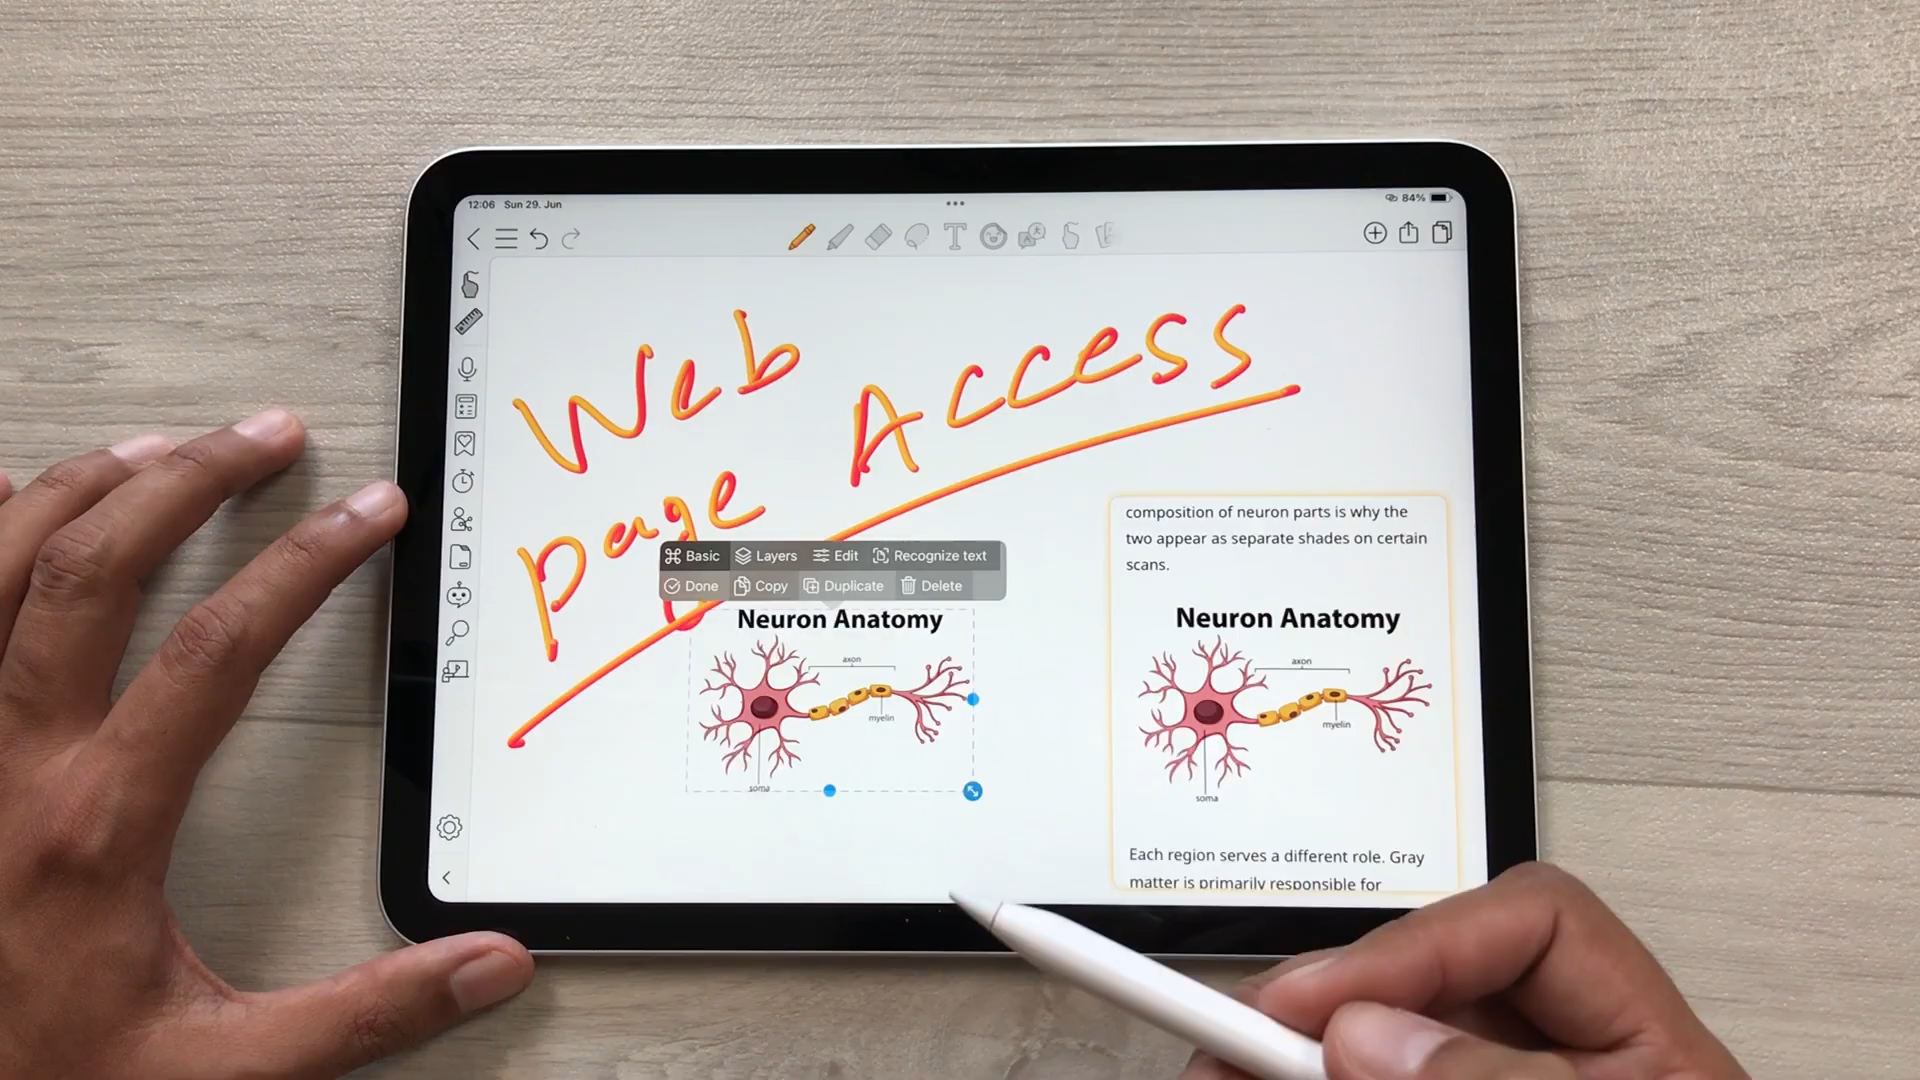 12:06 Sun 29. Jun
84%
Web
Access
page
Basic Layers Edit Recognize text
Done Copy Duplicate Delete
Neuron Anatomy
axon
myelin
soma
composition of neuron parts is why the
two appear as separate shades on certain
scans.
Neuron Anatomy
axon
myelin
soma
Each region serves a different role. Gray
matter is primarily responsible for